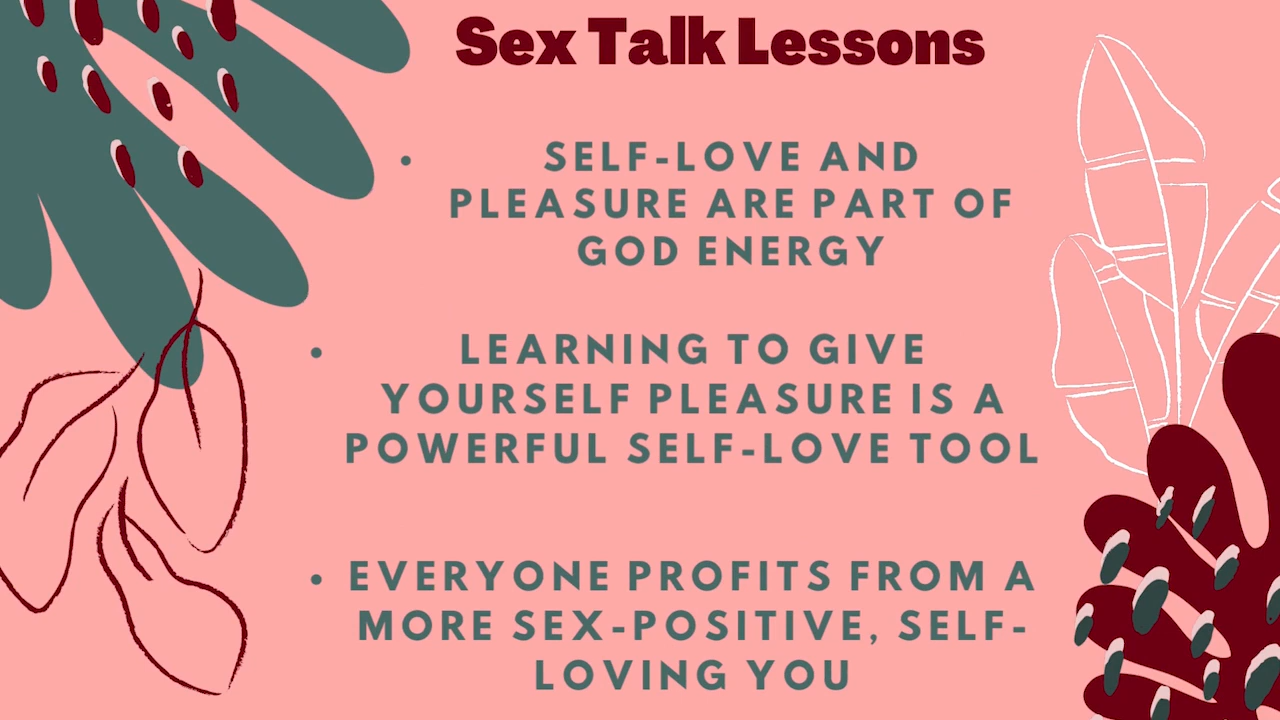 Sex Talk Lessons
• SELF-LOVE AND
PLEASURE ARE PART OF
GOD ENERGY
• LEARNING TO GIVE
YOURSELF PLEASURE IS A
POWERFUL SELF-LOVE TOOL
• EVERYONE PROFITS FROM A
MORE SEX-POSITIVE, SELF-
LOVING YOU